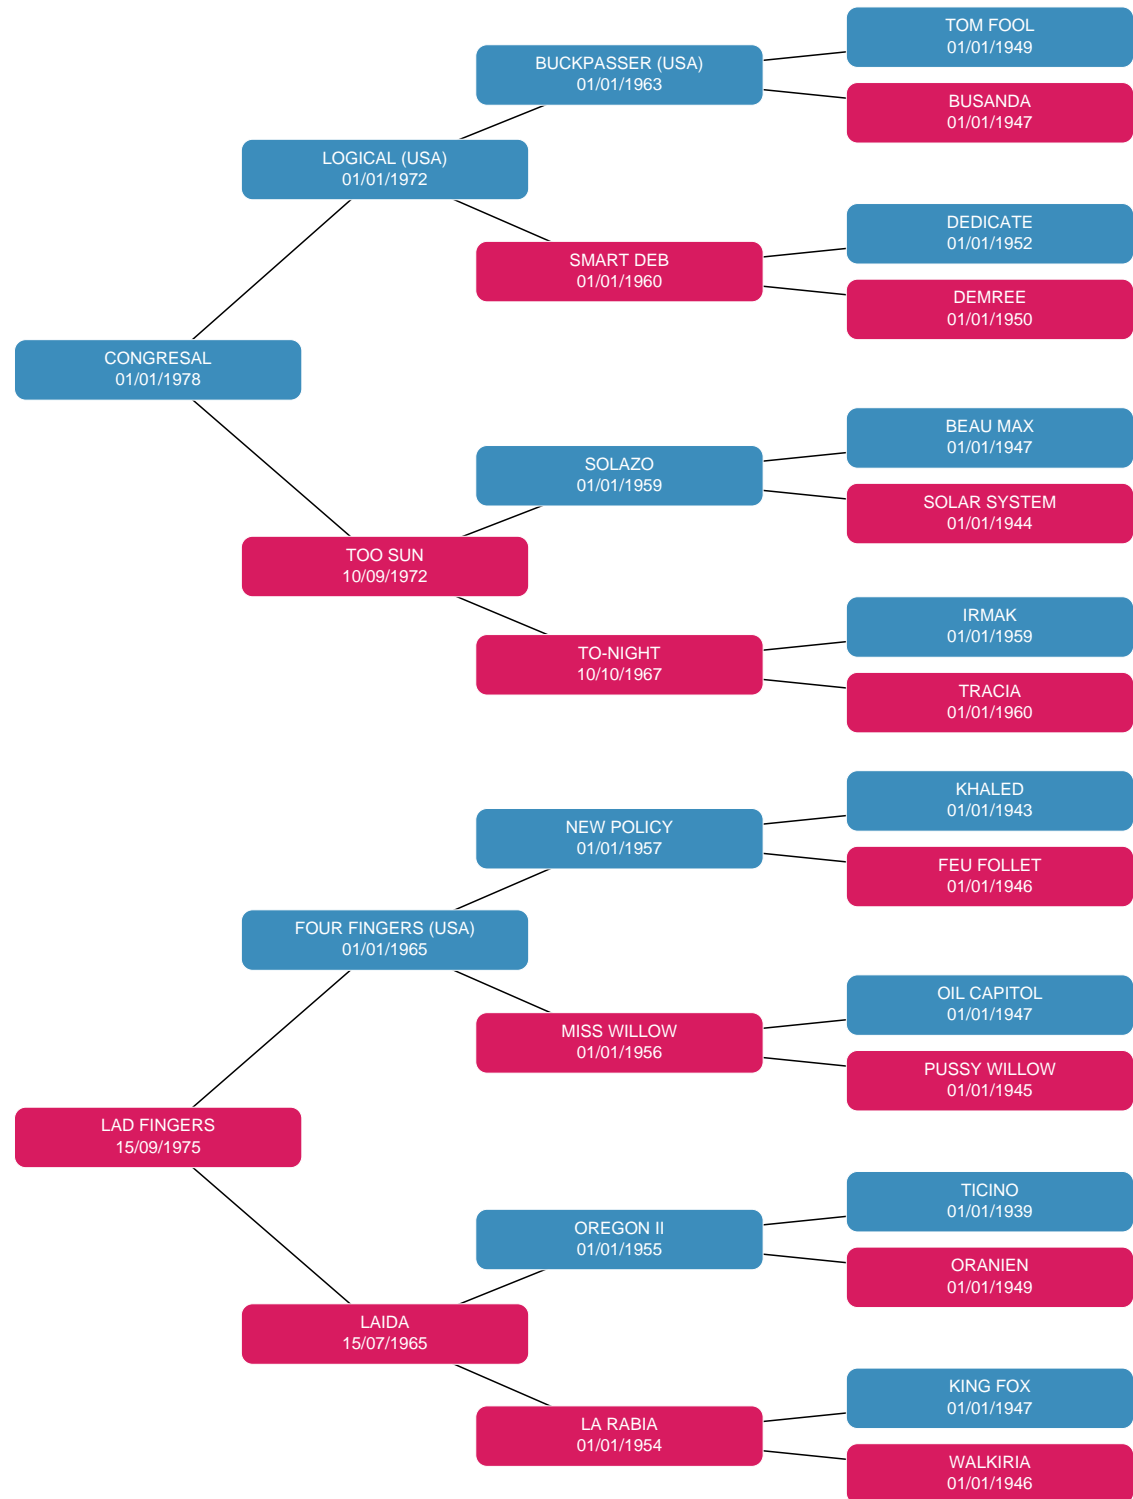 TOM FOOL
01/01/1949
BUCKPASSER (USA)
01/01/1963
BUSANDA
01/01/1947
LOGICAL (USA)
01/01/1972
DEDICATE
01/01/1952
SMART DEB
01/01/1960
DEMREE
01/01/1950
CONGRESAL
01/01/1978
BEAU MAX
01/01/1947
SOLAZO
01/01/1959
SOLAR SYSTEM
01/01/1944
TOO SUN
10/09/1972
IRMAK
01/01/1959
TO-NIGHT
10/10/1967
TRACIA
01/01/1960
KHALED
01/01/1943
NEW POLICY
01/01/1957
FEU FOLLET
01/01/1946
FOUR FINGERS (USA)
01/01/1965
OIL CAPITOL
01/01/1947
MISS WILLOW
01/01/1956
PUSSY WILLOW
01/01/1945
LAD FINGERS
15/09/1975
TICINO
01/01/1939
OREGON II
01/01/1955
ORANIEN
01/01/1949
LAIDA
15/07/1965
KING FOX
01/01/1947
LA RABIA
01/01/1954
WALKIRIA
01/01/1946